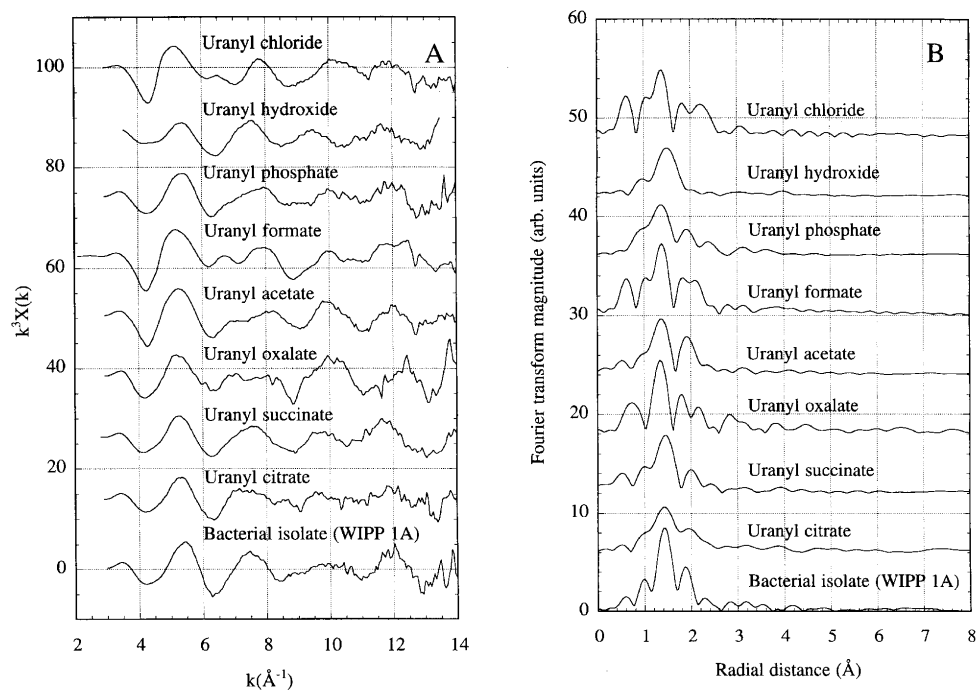 A
Uranyl chloride
Uranyl hydroxide
Uranyl phosphate
Uranyl formate
Uranyl acetate
Uranyl oxalate
Uranyl succinate
Uranyl citrate
Bacterial isolate (WIPP 1A)
100
80
60
40
20
0
k³X(k)
2 4 6 8 10 12 14
k(Å⁻¹)
B
Uranyl chloride
Uranyl hydroxide
Uranyl phosphate
Uranyl formate
Uranyl acetate
Uranyl oxalate
Uranyl succinate
Uranyl citrate
Bacterial isolate (WIPP 1A)
60
50
40
30
20
10
0
Fourier transform magnitude (arb. units)
0 1 2 3 4 5 6 7 8
Radial distance (Å)